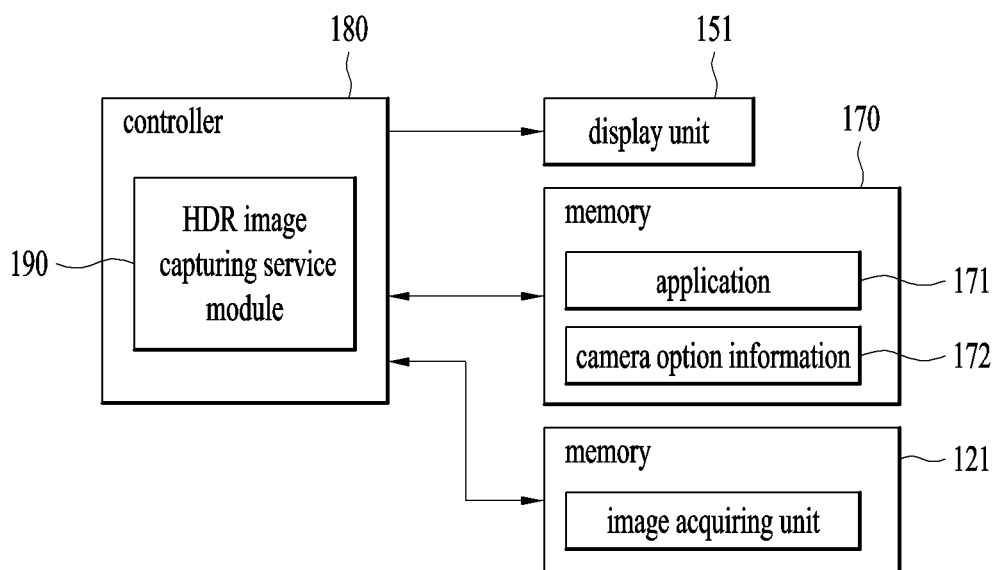 180
151
controller
display unit
170
memory
HDR image
capturing service
module
190
application
171
camera option information
172
memory
121
image acquiring unit